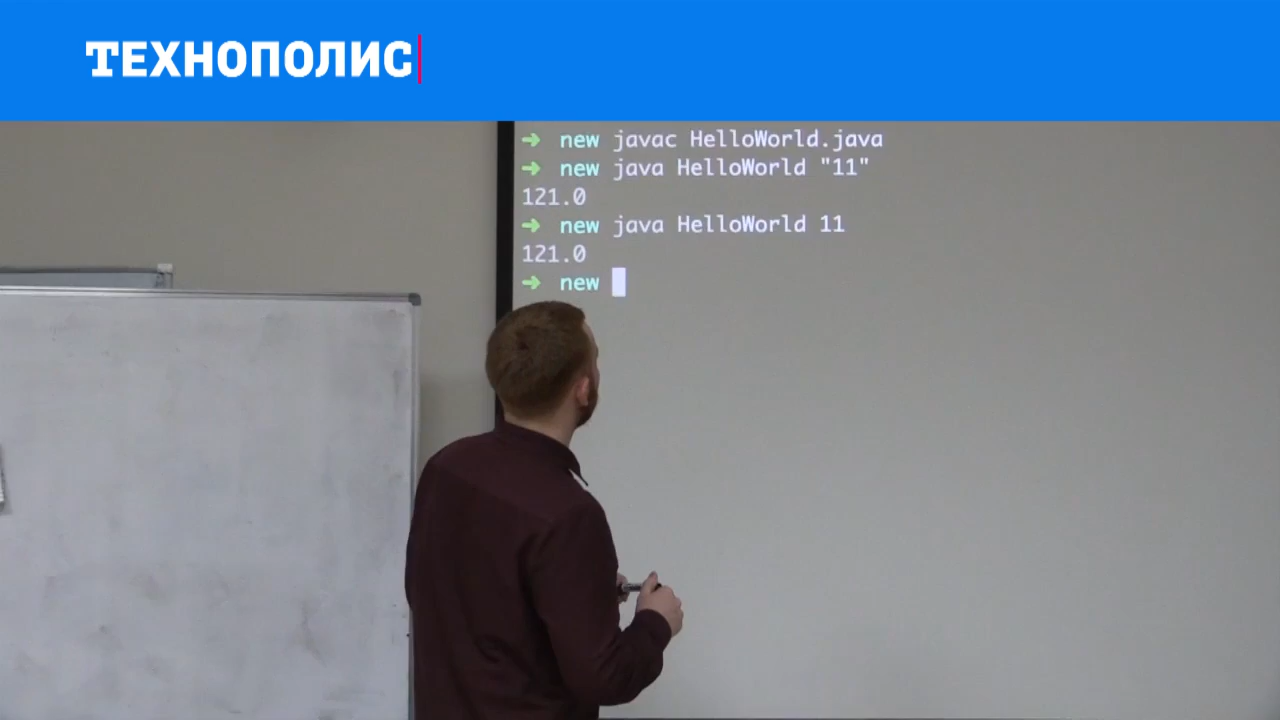 ТЕХНОПОЛИС
➜ new javac HelloWorld.java
➜ new java HelloWorld "11"
121.0
➜ new java HelloWorld 11
121.0
➜ new